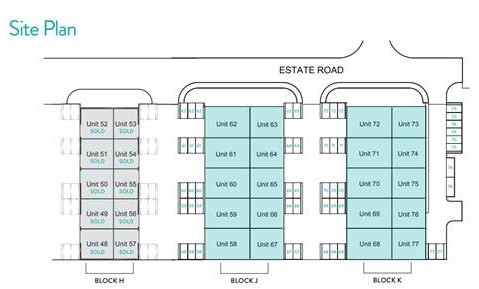 Site Plan
ESTATE ROAD
Unit 52 Unit 53
SOLD SOLD
Unit 51 Unit 54
SOLD SOLD
Unit 50 Unit 55
SOLD SOLD
Unit 49 Unit 56
SOLD SOLD
Unit 48 Unit 57
SOLD SOLD
BLOCK H
Unit 62 Unit 63
Unit 61 Unit 64
Unit 60 Unit 65
Unit 59 Unit 66
Unit 58 Unit 67
BLOCK J
Unit 72 Unit 73
Unit 71 Unit 74
Unit 70 Unit 75
Unit 69 Unit 76
Unit 68 Unit 77
BLOCK K